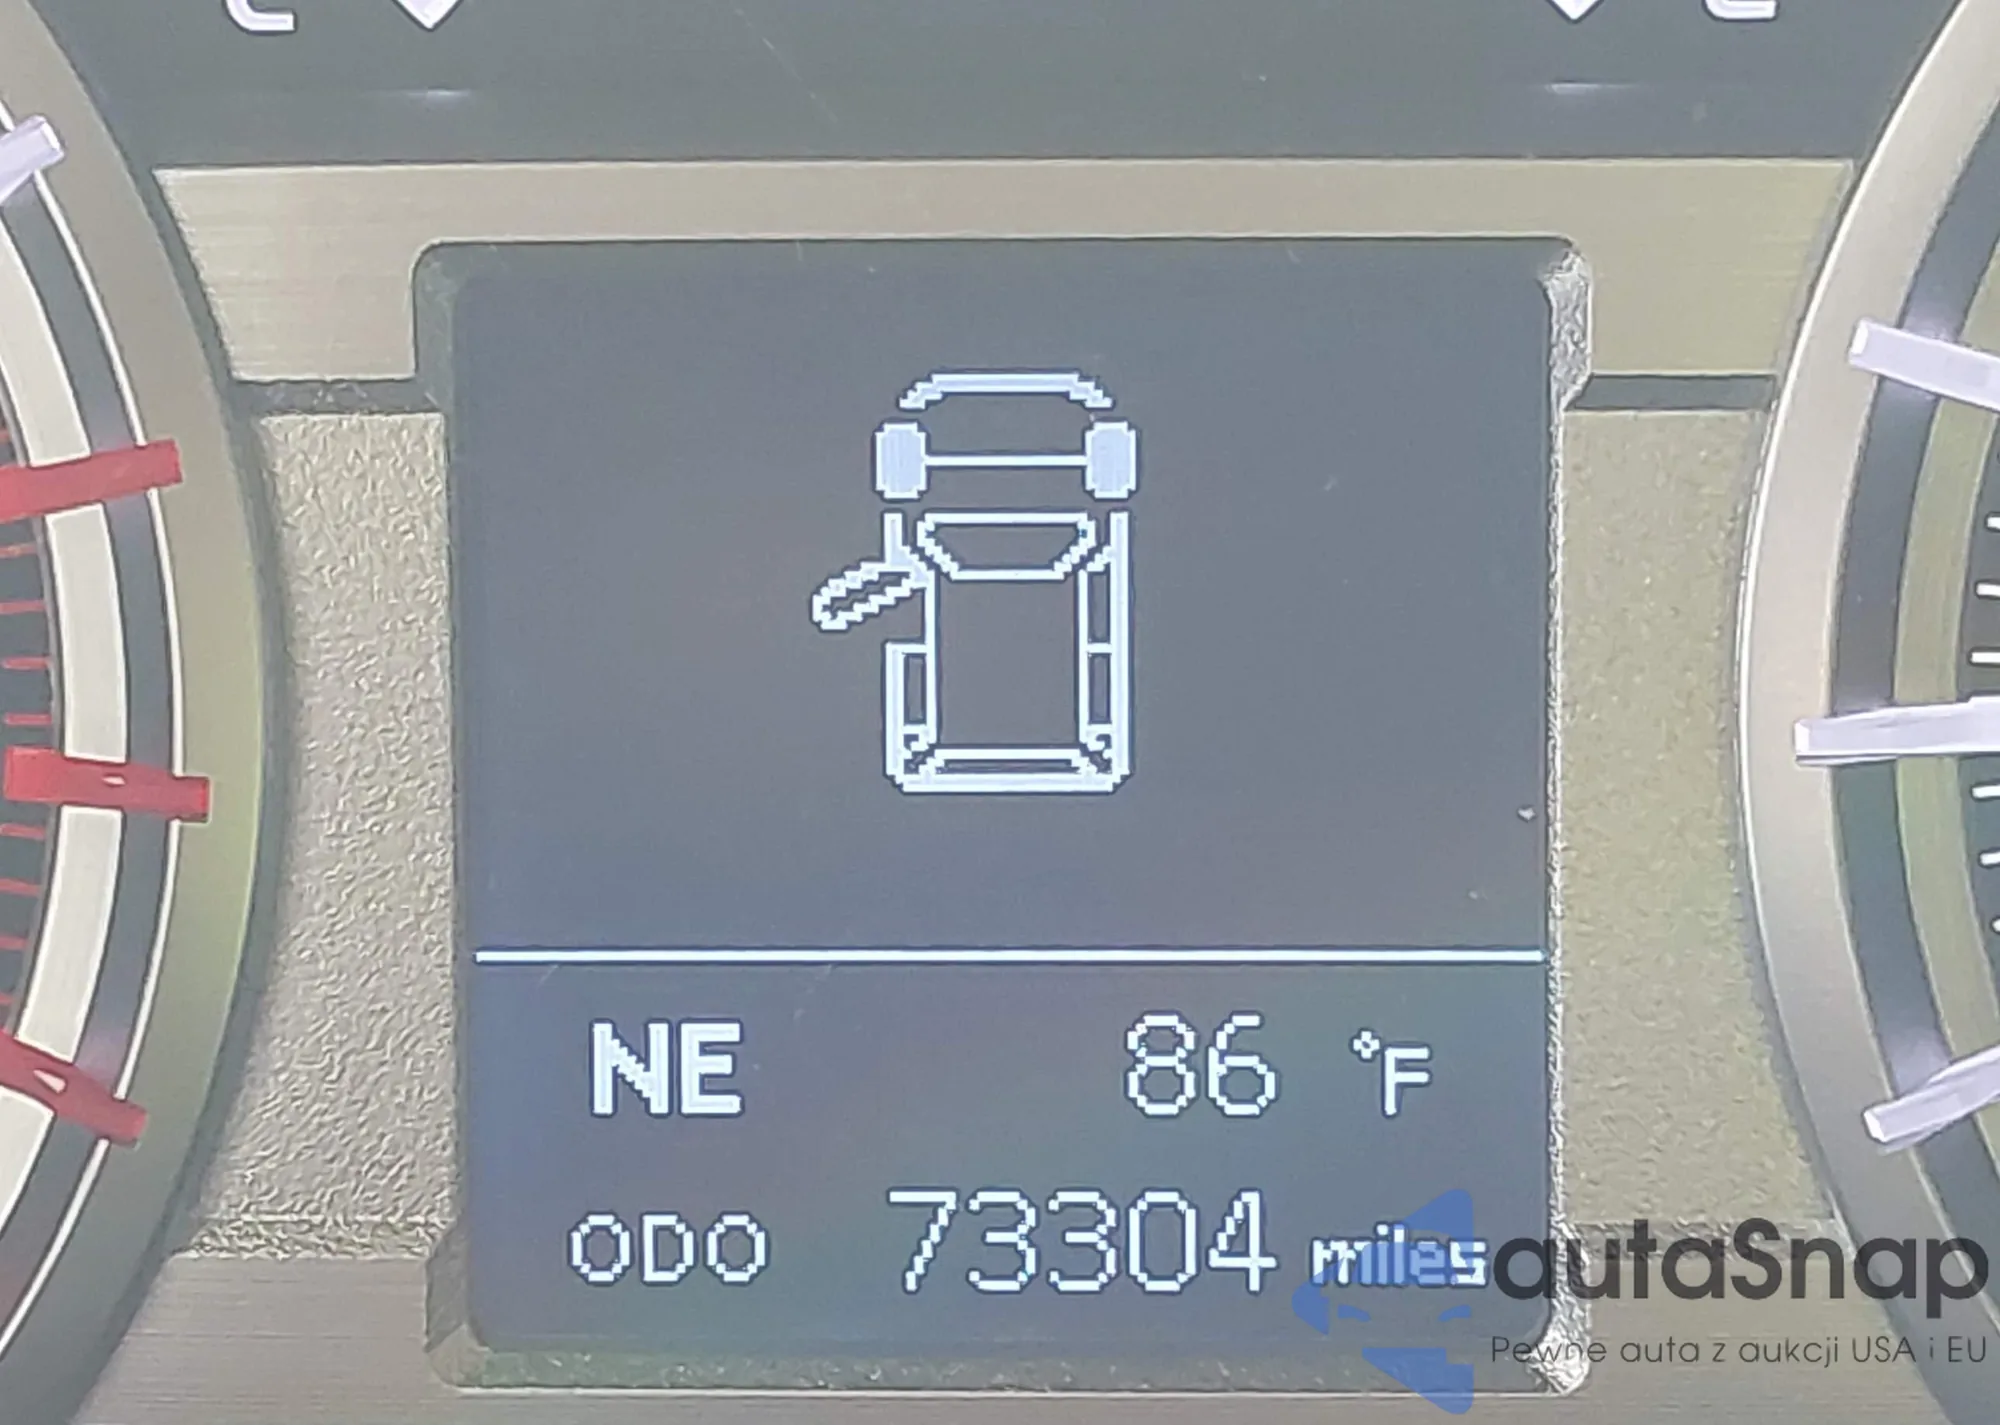 NE 86 °F
ODO 73304 miles
autaSnap
Pewne auta z aukcji USA i EU